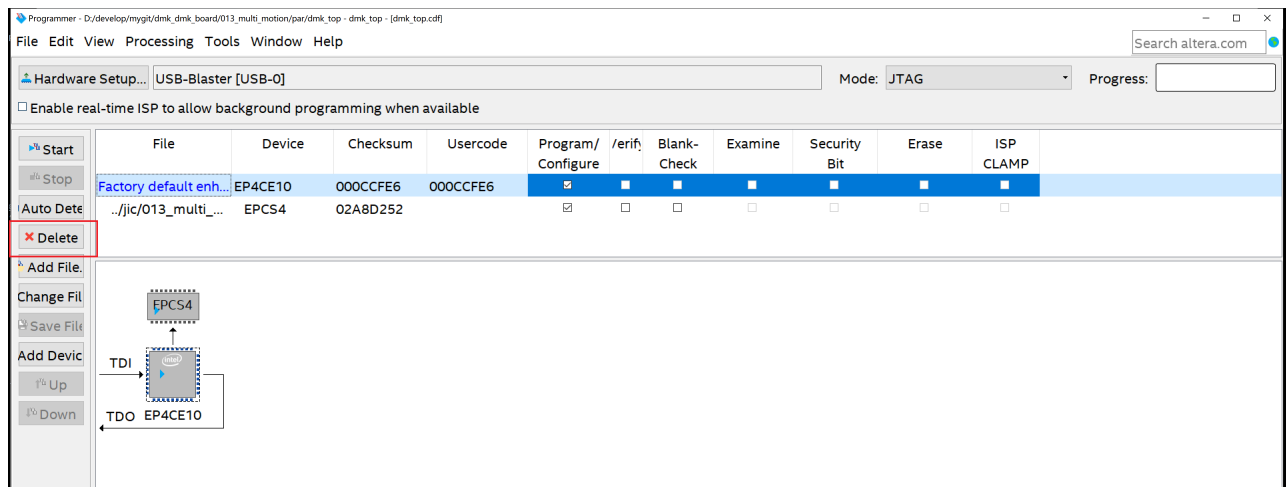 Programmer - D:/develop/mygit/dmk_dmk_board/013_multi_motion/par/dmk_top - dmk_top - [dmk_top.cdf]
File Edit View Processing Tools Window Help
Search altera.com
Hardware Setup... USB-Blaster [USB-0] Mode: JTAG Progress:
Enable real-time ISP to allow background programming when available
File Device Checksum Usercode Program/ Configure /erify Blank- Check Examine Security Bit Erase ISP CLAMP
Start
Stop
Auto Dete
Delete
Add File.
Change Fil
Save File
Add Devic
Up
Down
Factory default enh... EP4CE10 000CCFE6 000CCFE6
../jic/013_multi_... EPCS4 02A8D252
EPCS4
TDI
intel
TDO EP4CE10